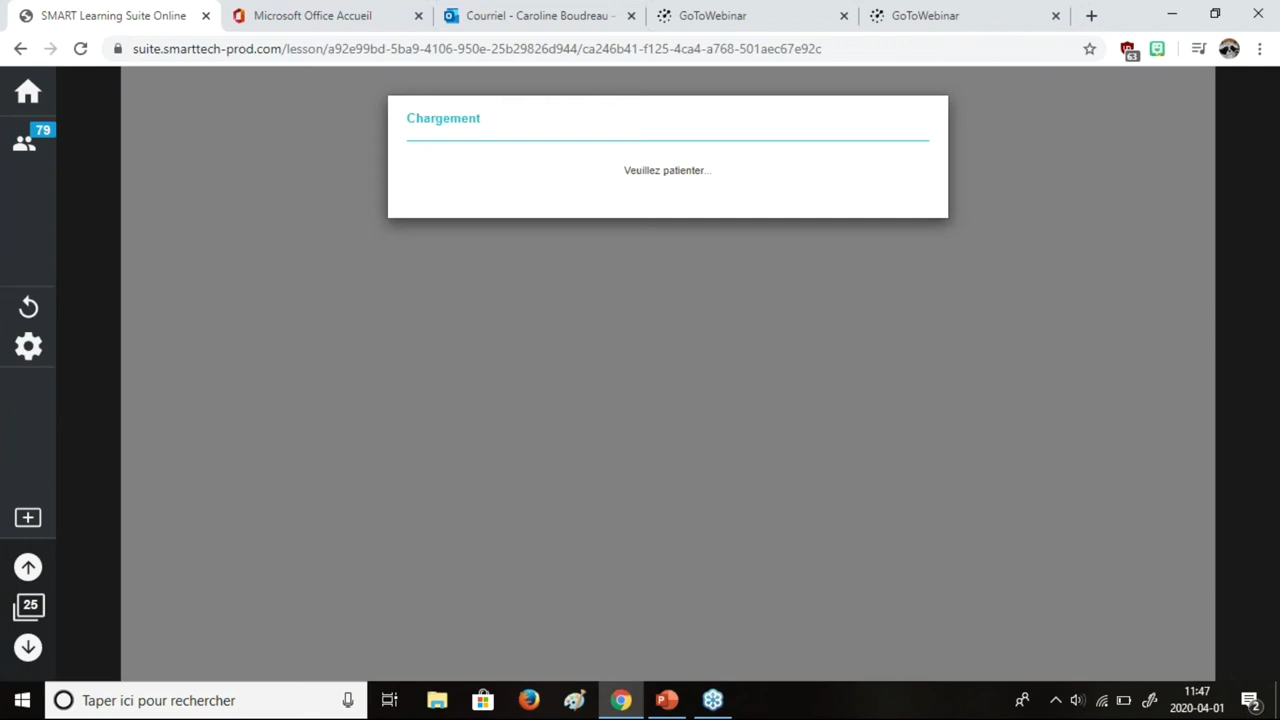 SMART Learning Suite Online
Microsoft Office Accueil
Courriel - Caroline Boudreau -
GoToWebinar
GoToWebinar
suite.smarttech-prod.com/lesson/a92e99bd-5ba9-4106-950e-25b29826d944/ca246b41-f125-4ca4-a768-501aec67e92c
63
79
Chargement
Veuillez patienter...
25
Taper ici pour rechercher
11:47
2020-04-01
2